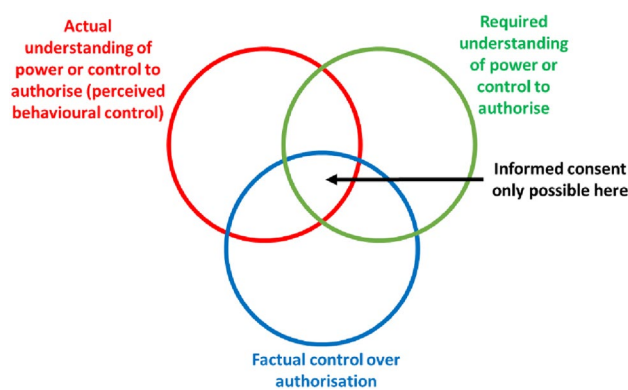 Actual
understanding of
power or control to
authorise (perceived
behavioural control)
Required
understanding
of power or
control to
authorise
Informed consent
only possible here
Factual control over
authorisation